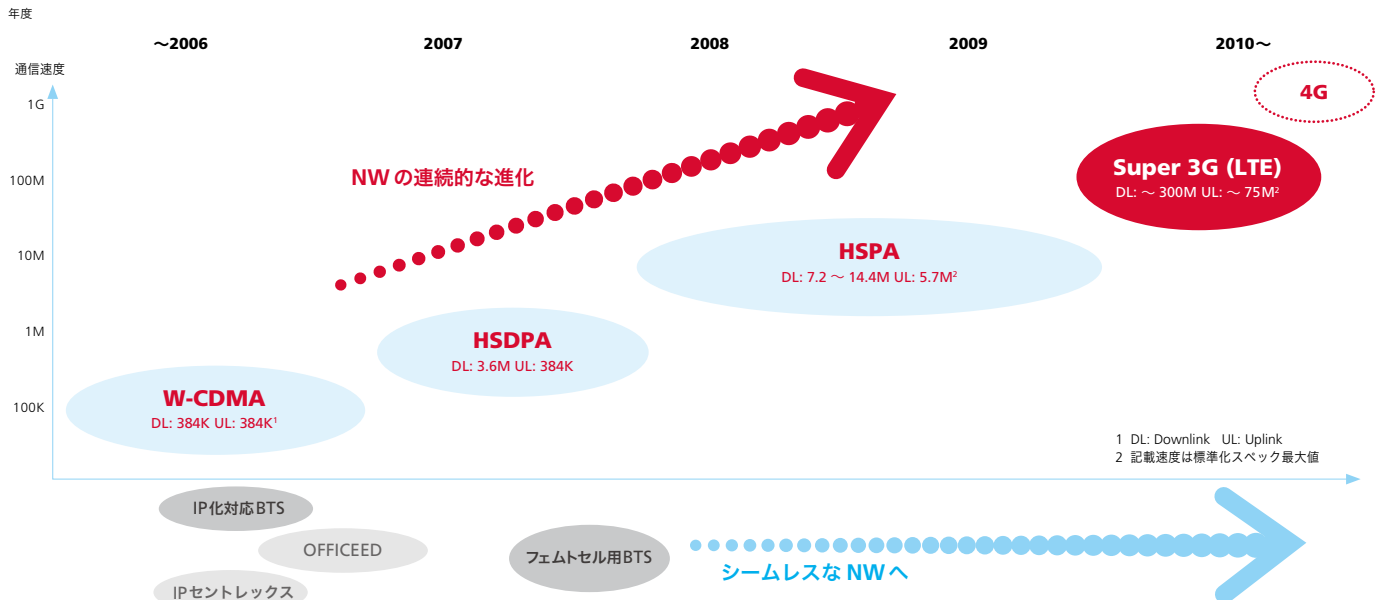 年度
〜2006 2007 2008 2009 2010〜
通信速度
4G
1G
NWの連続的な進化
Super 3G (LTE)
DL: 〜 300M UL: 〜 75M²
100M
HSPA
DL: 7.2 〜 14.4M UL: 5.7M²
10M
HSDPA
DL: 3.6M UL: 384K
1M
W-CDMA
DL: 384K UL: 384K¹
100K
1 DL: Downlink UL: Uplink
2 記載速度は標準化スペック最大値
IP化対応BTS
OFFICEED
フェムトセル用BTS
シームレスなNWへ
IPセントレックス